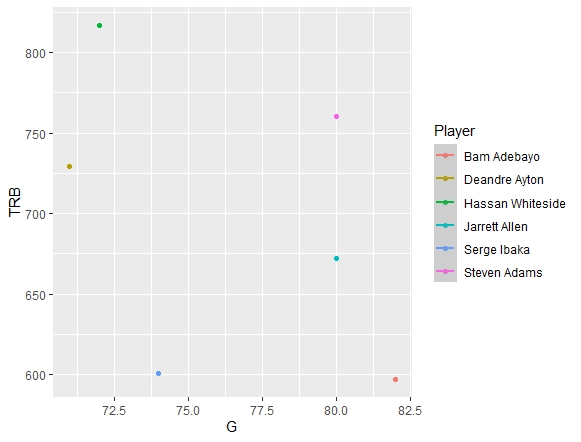 800
750
700
650
600
TRB
72.5 75.0 77.5 80.0 82.5
G
Player
Bam Adebayo
Deandre Ayton
Hassan Whiteside
Jarrett Allen
Serge Ibaka
Steven Adams